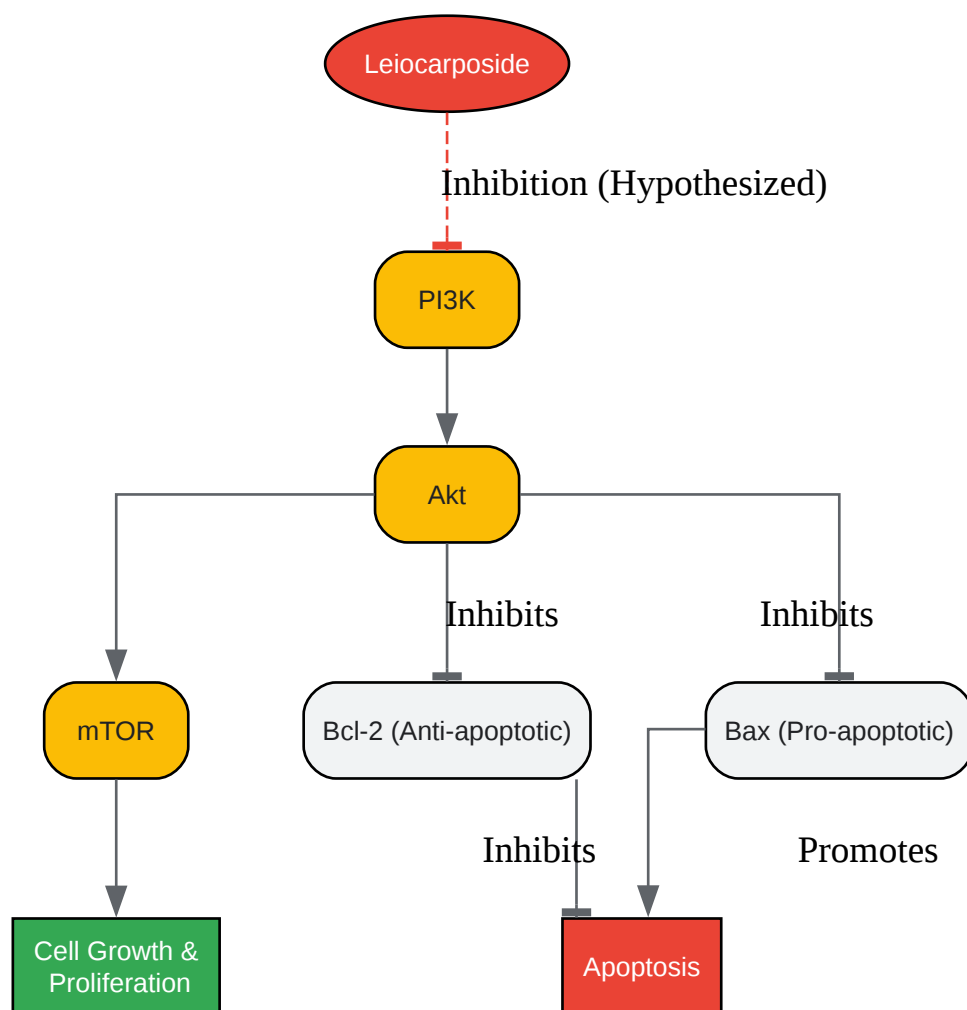 Leiocarposide
Inhibition (Hypothesized)
PI3K
Akt
Inhibits
Inhibits
mTOR
Bcl-2 (Anti-apoptotic)
Bax (Pro-apoptotic)
Inhibits
Promotes
Cell Growth &
Proliferation
Apoptosis